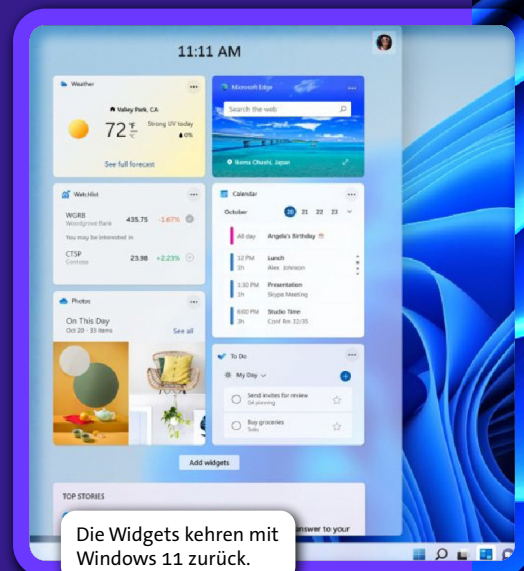 11:11 AM
Weather
Valley Park, CA
72 °F °C
Strong UV today
0%
See full forecast
Microsoft Edge
Search the web
Ikema Ohashi, Japan
Watchlist
WGRB 435.75 -1.67%
Woodgrove Bank
You may be interested in
CTSP 23.98 +2.23%
Contoso
Calendar
October 20 21 22 23
All day Angela's Birthday
12 PM Lunch
1h Alex Johnson
1:30 PM Presentation
1h Skype Meeting
6:00 PM Studio Time
3h Conf Rm 32/35
Photos
On This Day
Oct 20 - 33 items See all
To Do
My Day
Send invites for review
Buy groceries
Todo
Add widgets
TOP STORIES
answer to your
Die Widgets kehren mit
Windows 11 zurück.